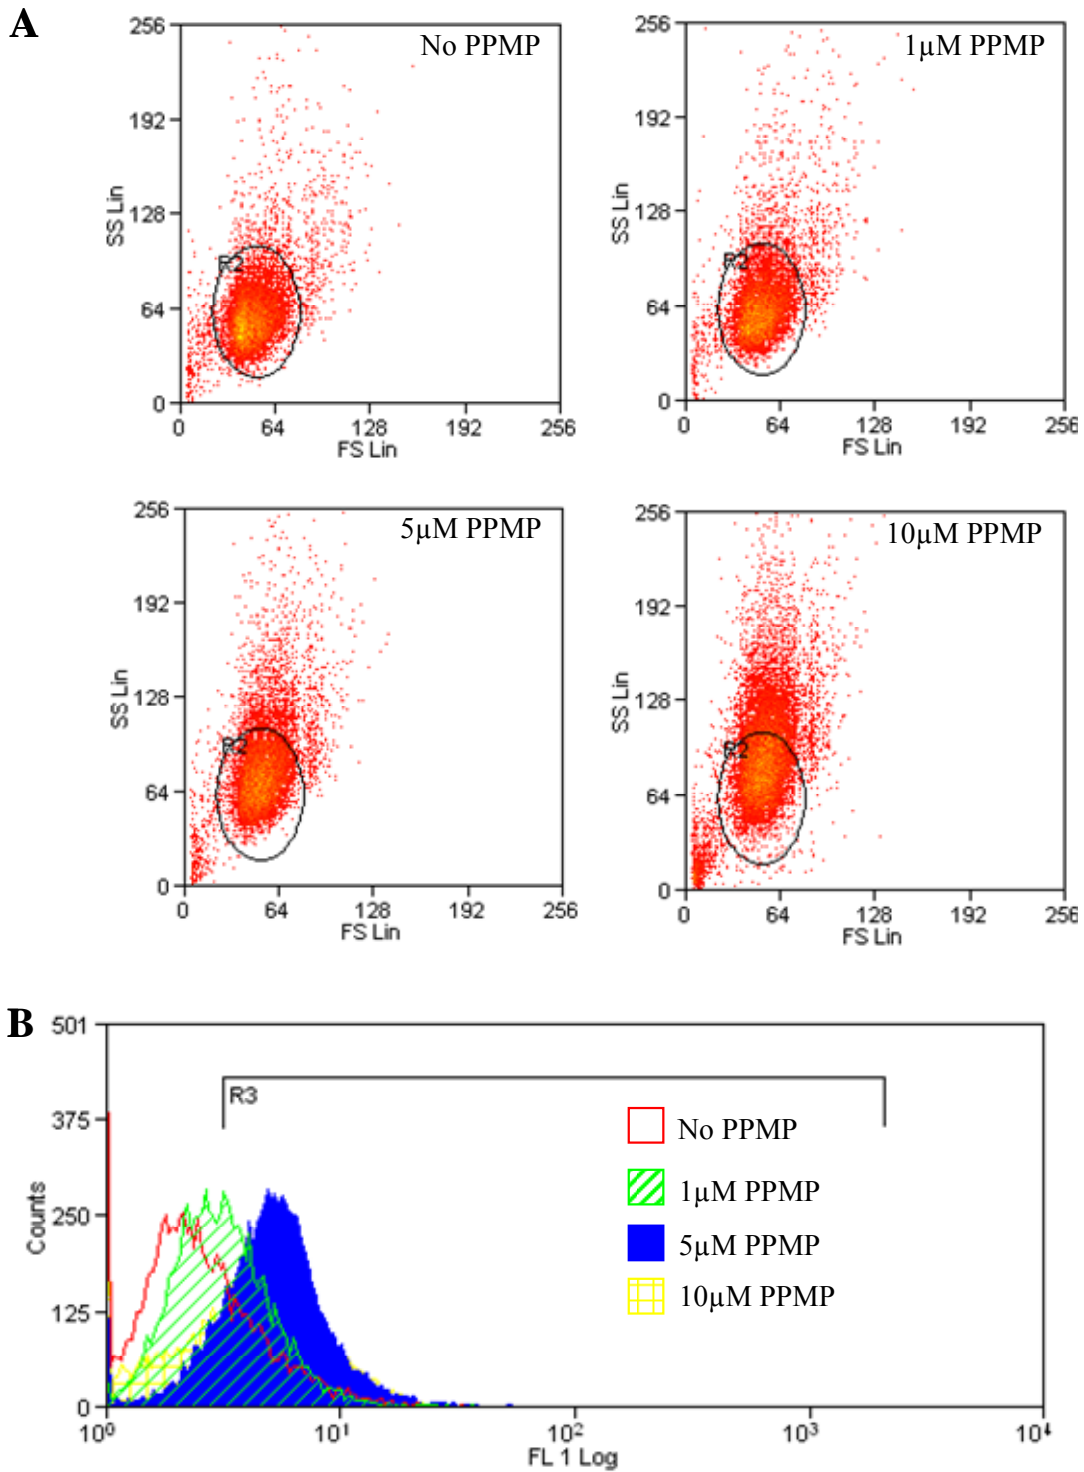 A
256
192
128
64
0
SS Lin
R2
No PPMP
0 64 128 192 256
FS Lin
256
192
128
64
0
SS Lin
R2
1µM PPMP
0 64 128 192 256
FS Lin
256
192
128
64
0
SS Lin
R2
5µM PPMP
0 64 128 192 256
FS Lin
256
192
128
64
0
SS Lin
R2
10µM PPMP
0 64 128 192 256
FS Lin
B
501
375
250
125
0
Counts
R3
No PPMP
1µM PPMP
5µM PPMP
10µM PPMP
10⁰ 10¹ 10² 10³ 10⁴
FL 1 Log